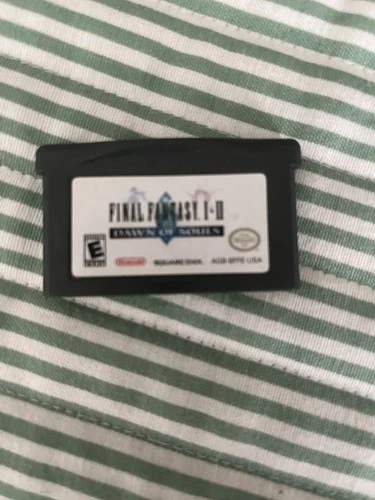 FINAL FANTASY I·II
DAWN OF SOULS
E
Nintendo
SQUARE ENIX
AGB-BFFE-USA